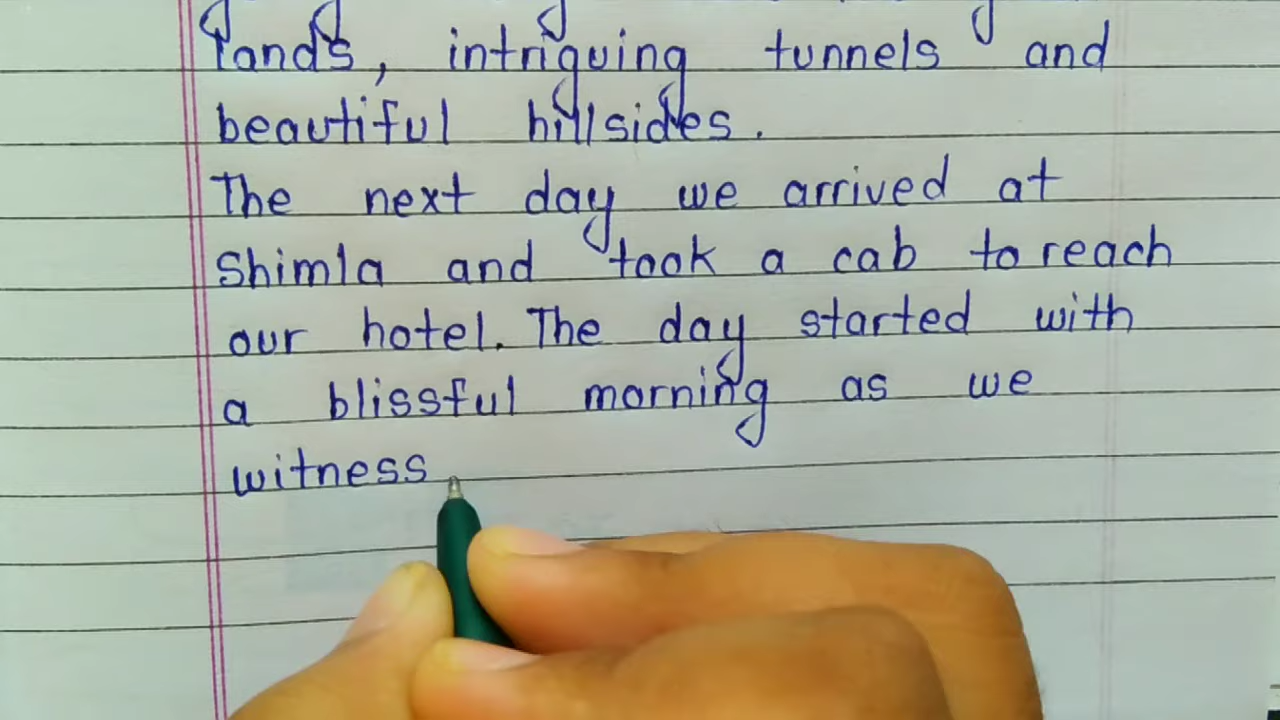 lands, intriguing tunnels and
beautiful hillsides.
The next day we arrived at
Shimla and took a cab to reach
our hotel. The day started with
a blissful morning as we
witness